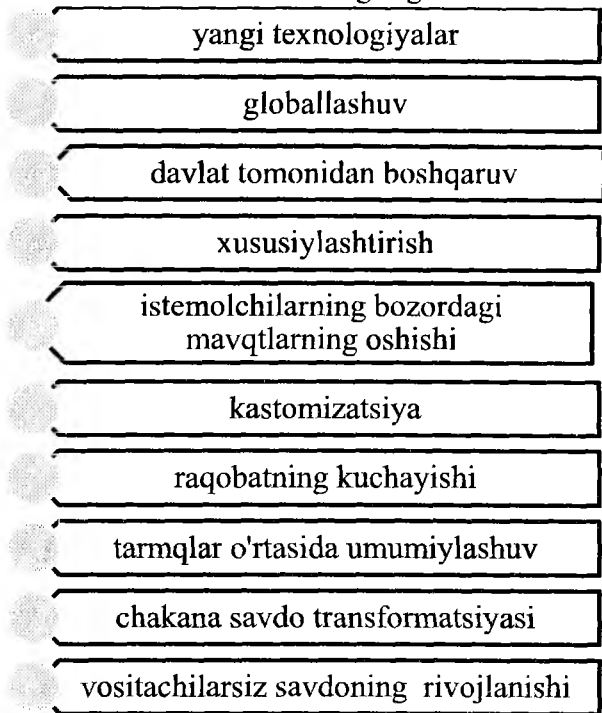 yangi texnologiyalar
globallashuv
davlat tomonidan boshqaruv
xususiylashtirish
istemolchilarning bozordagi
mavqtlarning oshishi
kastomizatsiya
raqobatning kuchayishi
tarmqlar o'rtasida umumiylashuv
chakana savdo transformatsiyasi
vositachilarsiz savdoning rivojlanishi